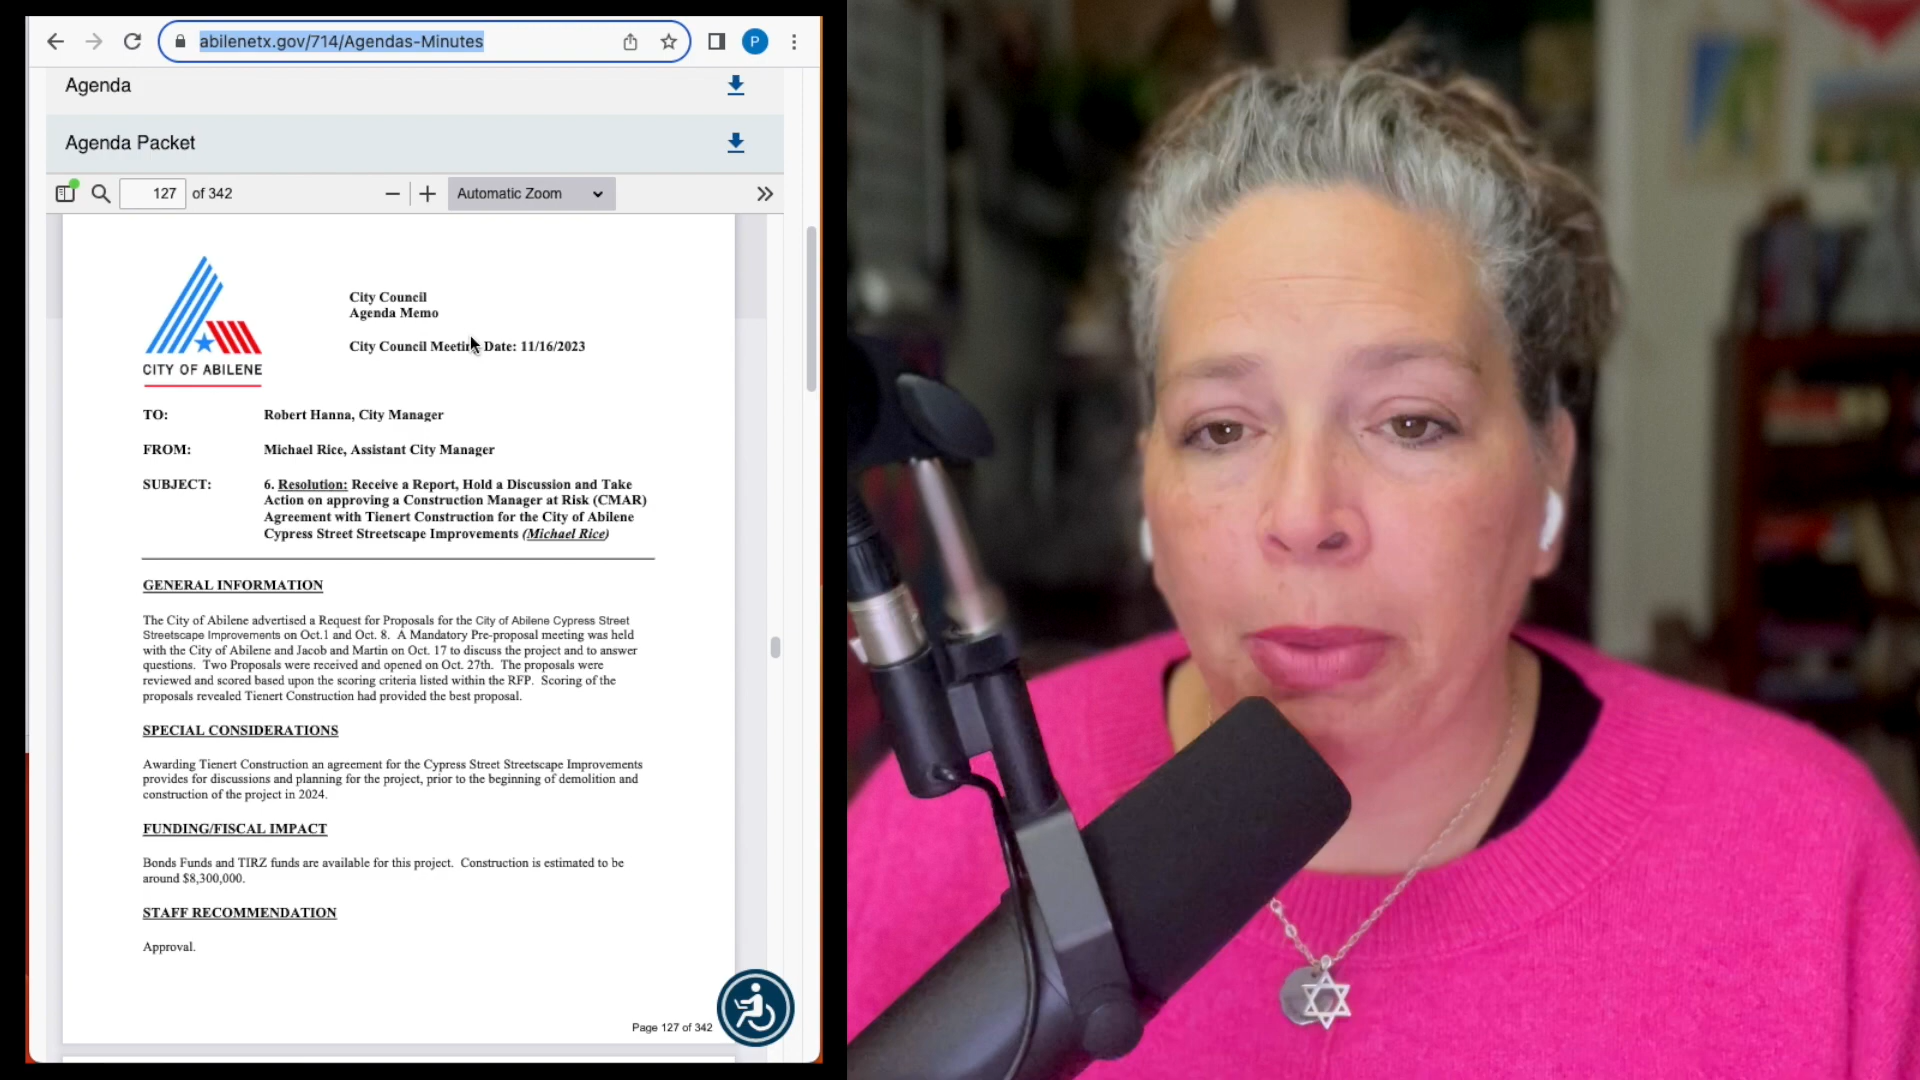 abilenetx.gov/714/Agendas-Minutes
P
Agenda
Agenda Packet
127 of 342
Automatic Zoom
CITY OF ABILENE
City Council
Agenda Memo
City Council Meeting Date: 11/16/2023
TO: Robert Hanna, City Manager
FROM: Michael Rice, Assistant City Manager
SUBJECT: 6. Resolution: Receive a Report, Hold a Discussion and Take
Action on approving a Construction Manager at Risk (CMAR)
Agreement with Tienert Construction for the City of Abilene
Cypress Street Streetscape Improvements (Michael Rice)
GENERAL INFORMATION
The City of Abilene advertised a Request for Proposals for the City of Abilene Cypress Street
Streetscape Improvements on Oct.1 and Oct. 8. A Mandatory Pre-proposal meeting was held
with the City of Abilene and Jacob and Martin on Oct. 17 to discuss the project and to answer
questions. Two Proposals were received and opened on Oct. 27th. The proposals were
reviewed and scored based upon the scoring criteria listed within the RFP. Scoring of the
proposals revealed Tienert Construction had provided the best proposal.
SPECIAL CONSIDERATIONS
Awarding Tienert Construction an agreement for the Cypress Street Streetscape Improvements
provides for discussions and planning for the project, prior to the beginning of demolition and
construction of the project in 2024.
FUNDING/FISCAL IMPACT
Bonds Funds and TIRZ funds are available for this project. Construction is estimated to be
around $8,300,000.
STAFF RECOMMENDATION
Approval.
Page 127 of 342